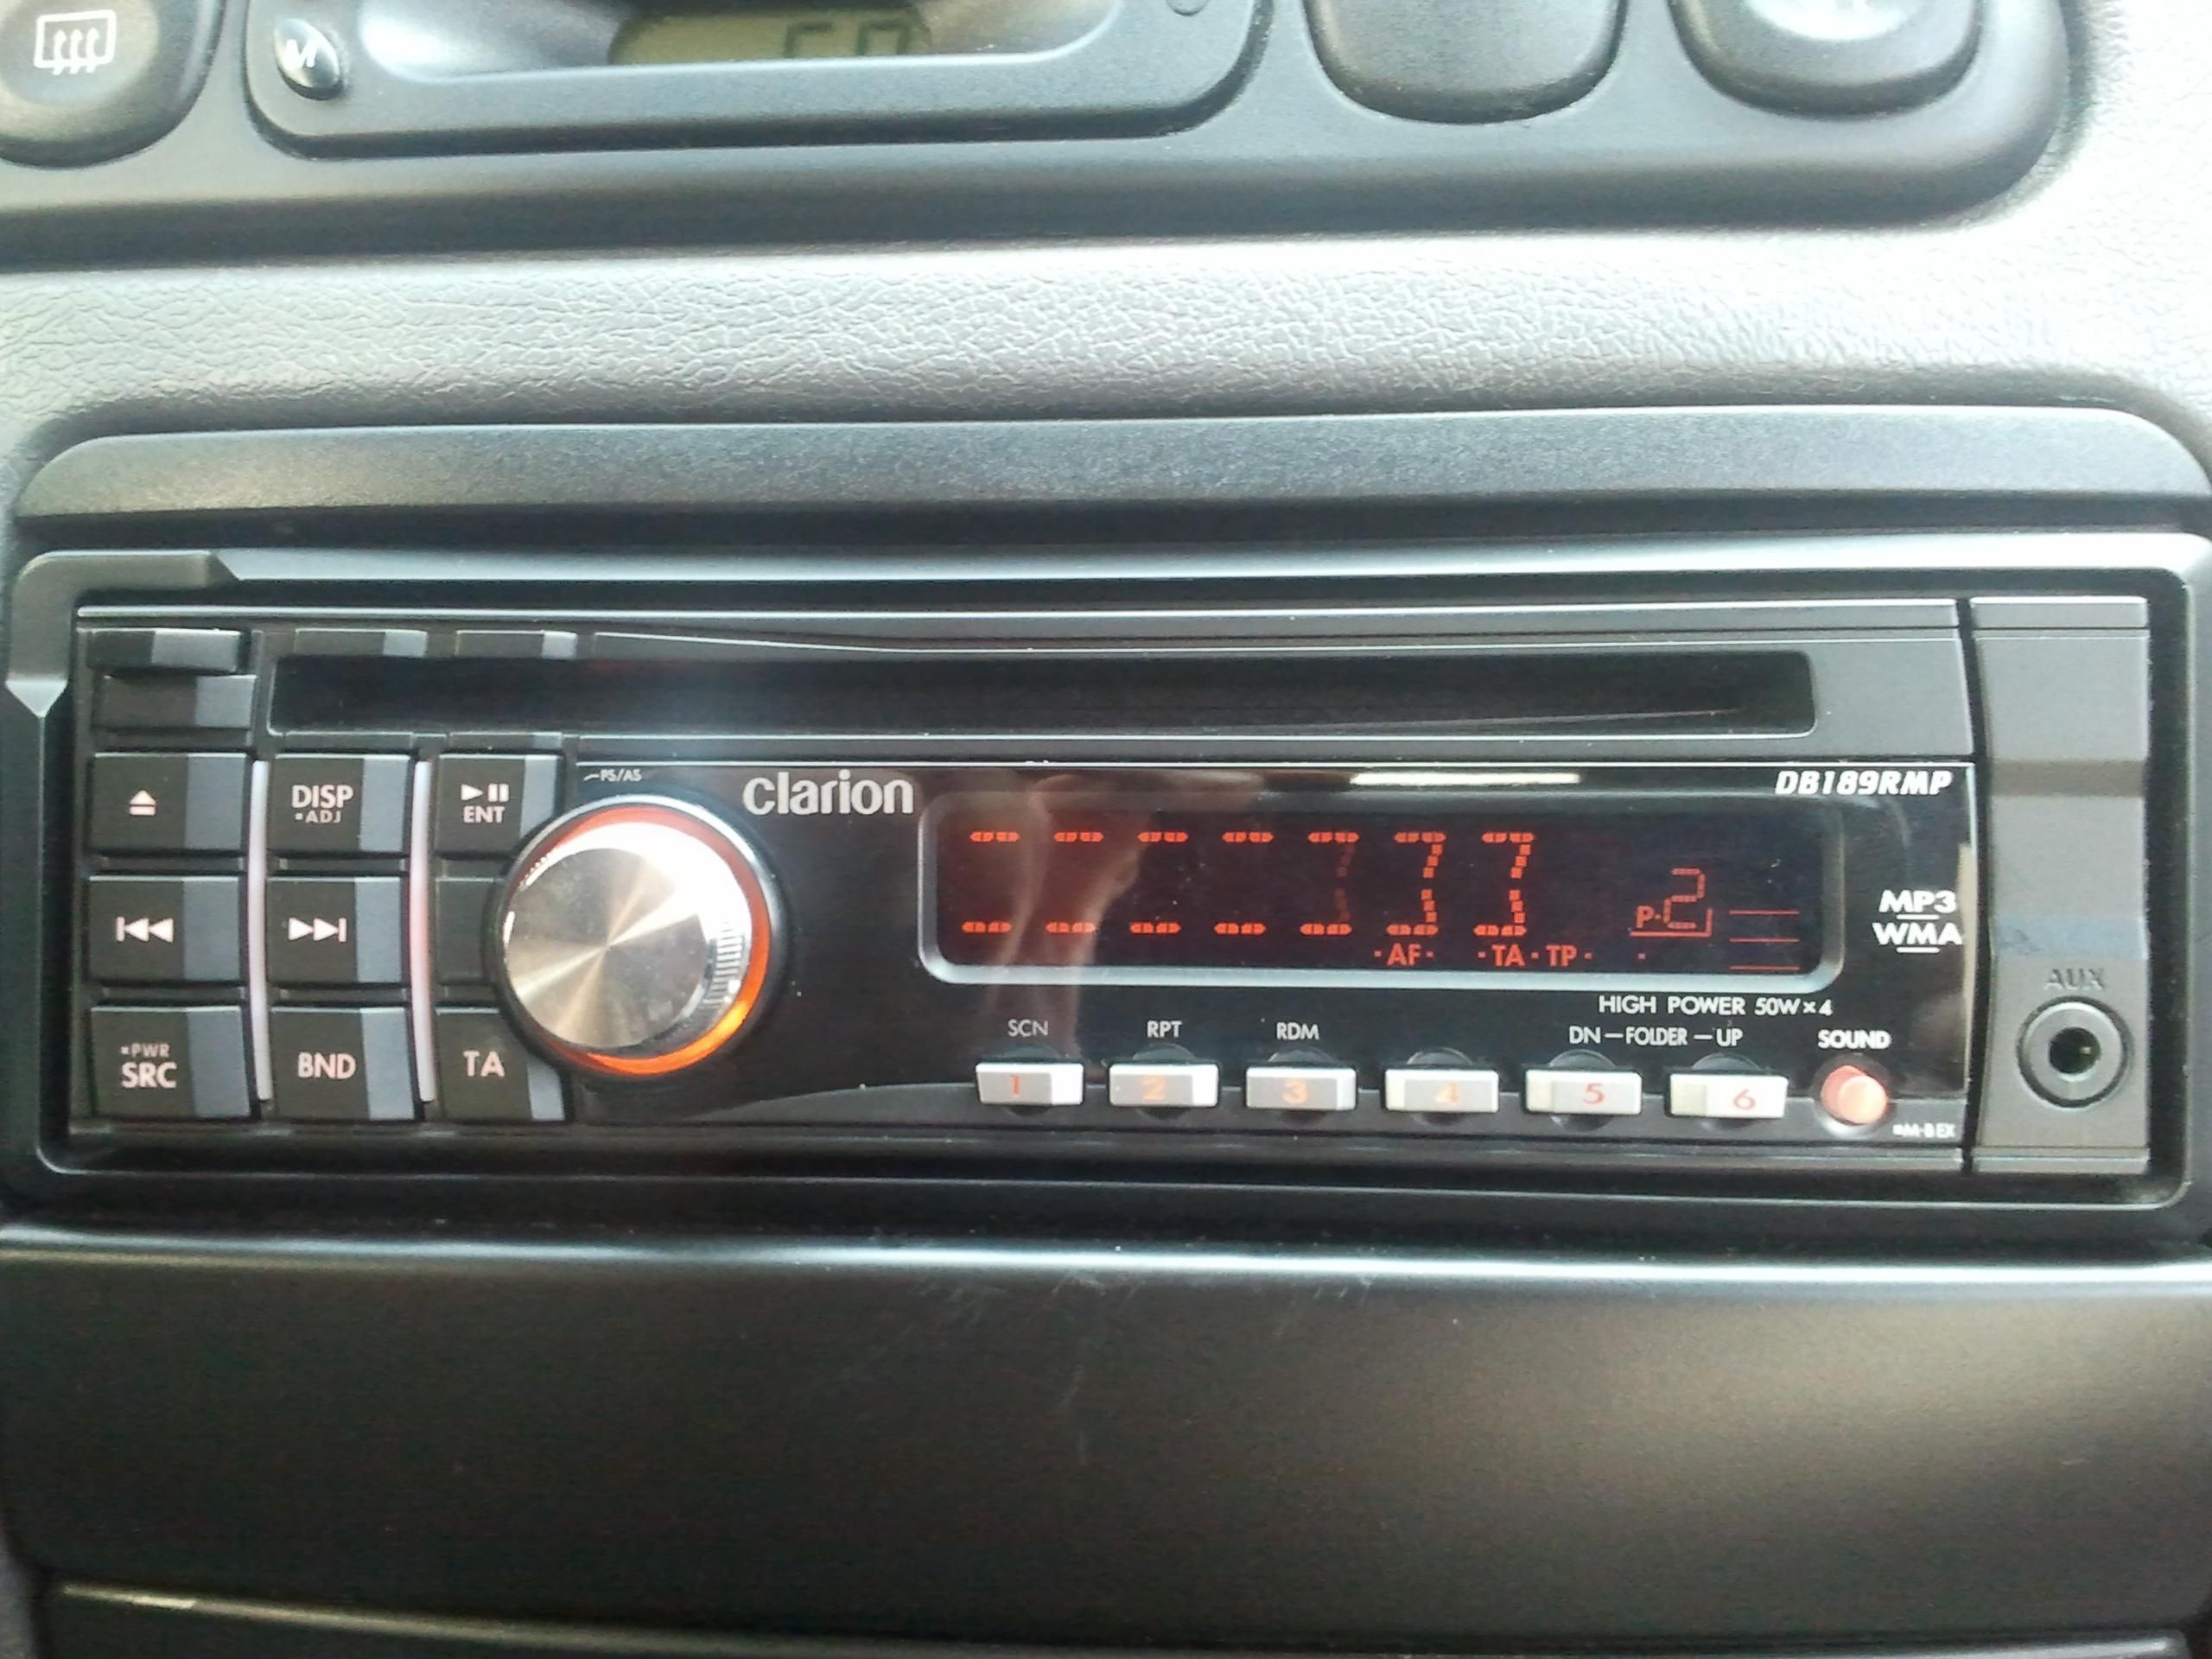 PS/AS
clarion
DB189RMP
DISP
ADJ
ENT
P-2
MP3
WMA
AF TA TP
AUX
HIGH POWER 50W×4
SCN RPT RDM DN FOLDER UP SOUND
PWR
SRC BND TA
1 2 3 4 5 6
M-B EX